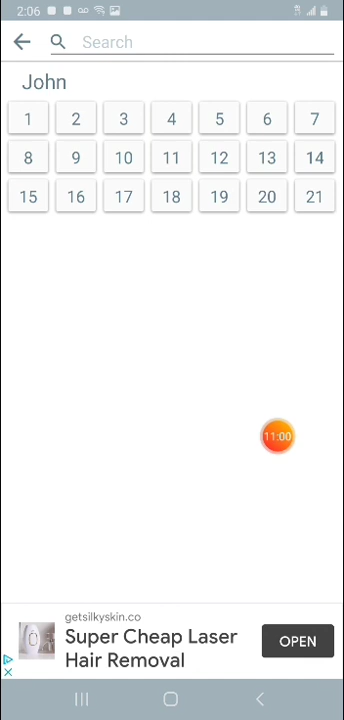 2:06
Search
John
1 2 3 4 5 6 7
8 9 10 11 12 13 14
15 16 17 18 19 20 21
11:00
getsilkyskin.co
Super Cheap Laser
Hair Removal
OPEN